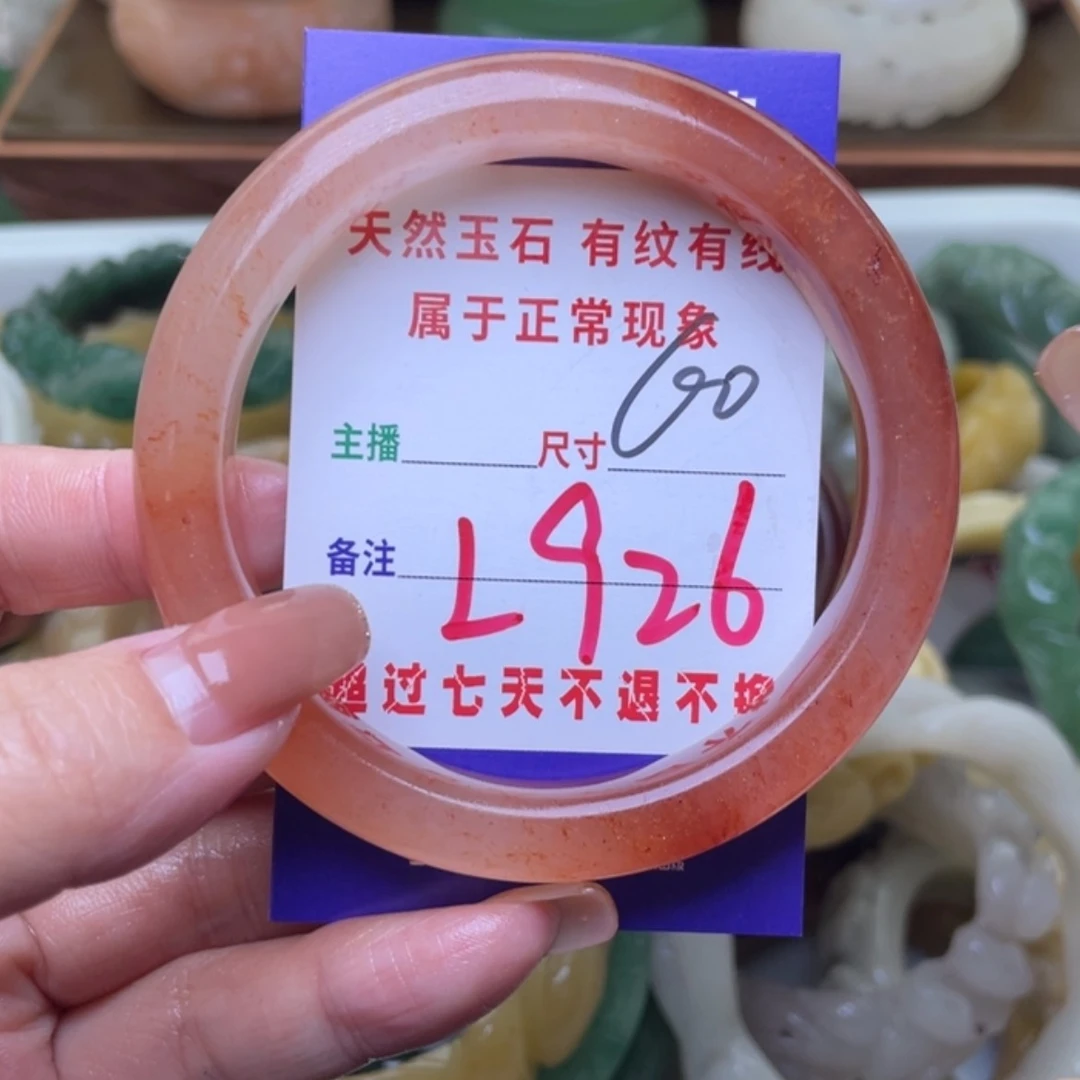 天然玉石 有纹有线
属于正常现象
主播 尺寸 60
备注 L926
超过七天不退不换